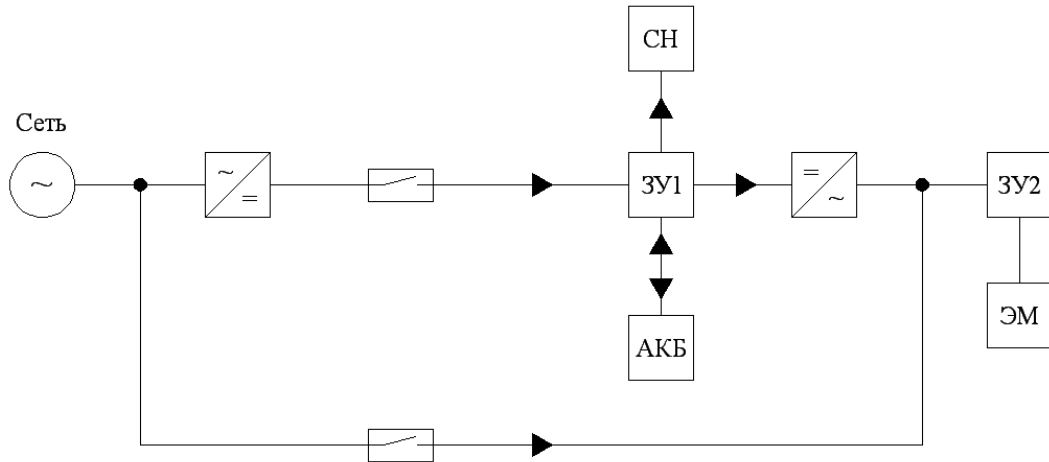 СН
Сеть
~
~
=
ЗУ1
=
~
ЗУ2
АКБ
ЭМ